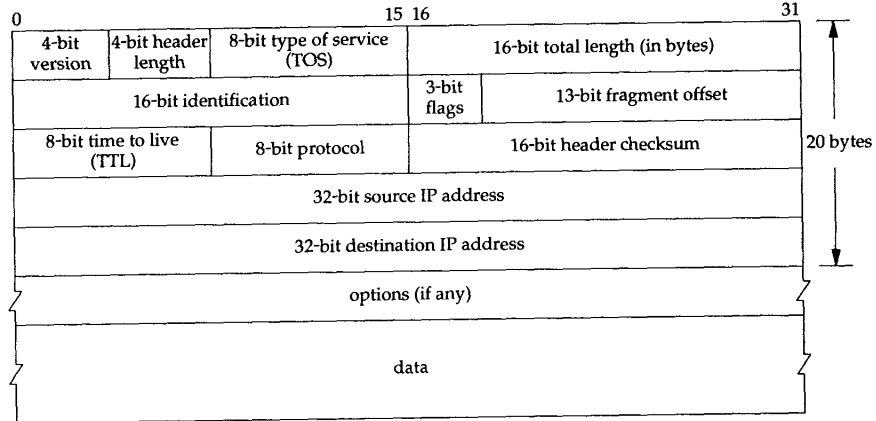 0 15 16 31
4-bit version
4-bit header length
8-bit type of service (TOS)
16-bit total length (in bytes)
16-bit identification
3-bit flags
13-bit fragment offset
8-bit time to live (TTL)
8-bit protocol
16-bit header checksum
20 bytes
32-bit source IP address
32-bit destination IP address
options (if any)
data